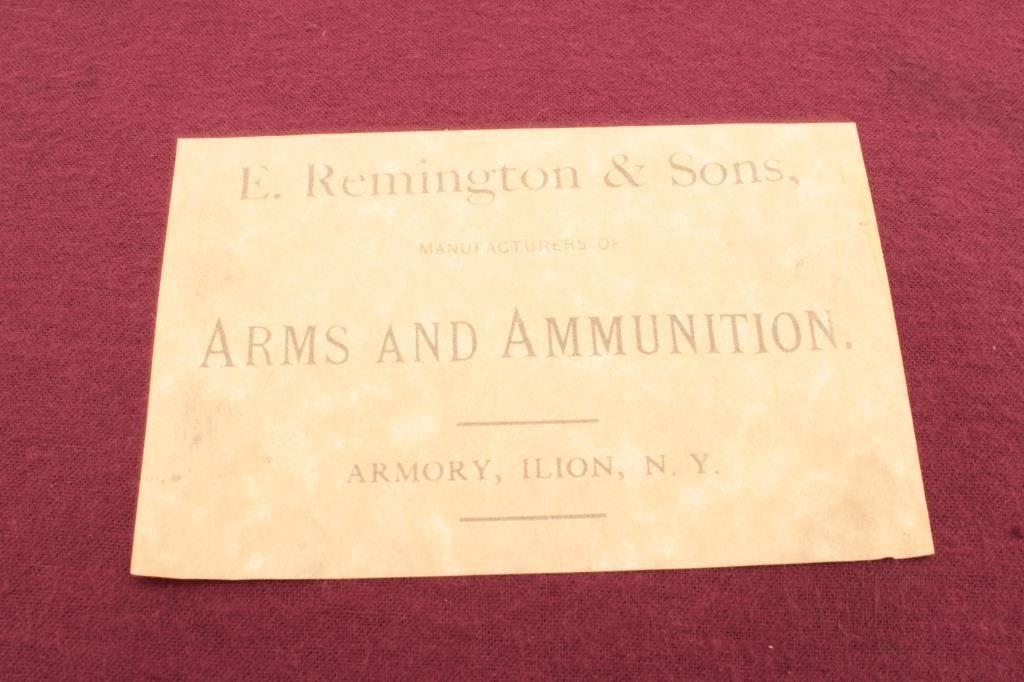 E. Remington & Sons,
MANUFACTURERS OF
ARMS AND AMMUNITION.
ARMORY, ILION, N. Y.